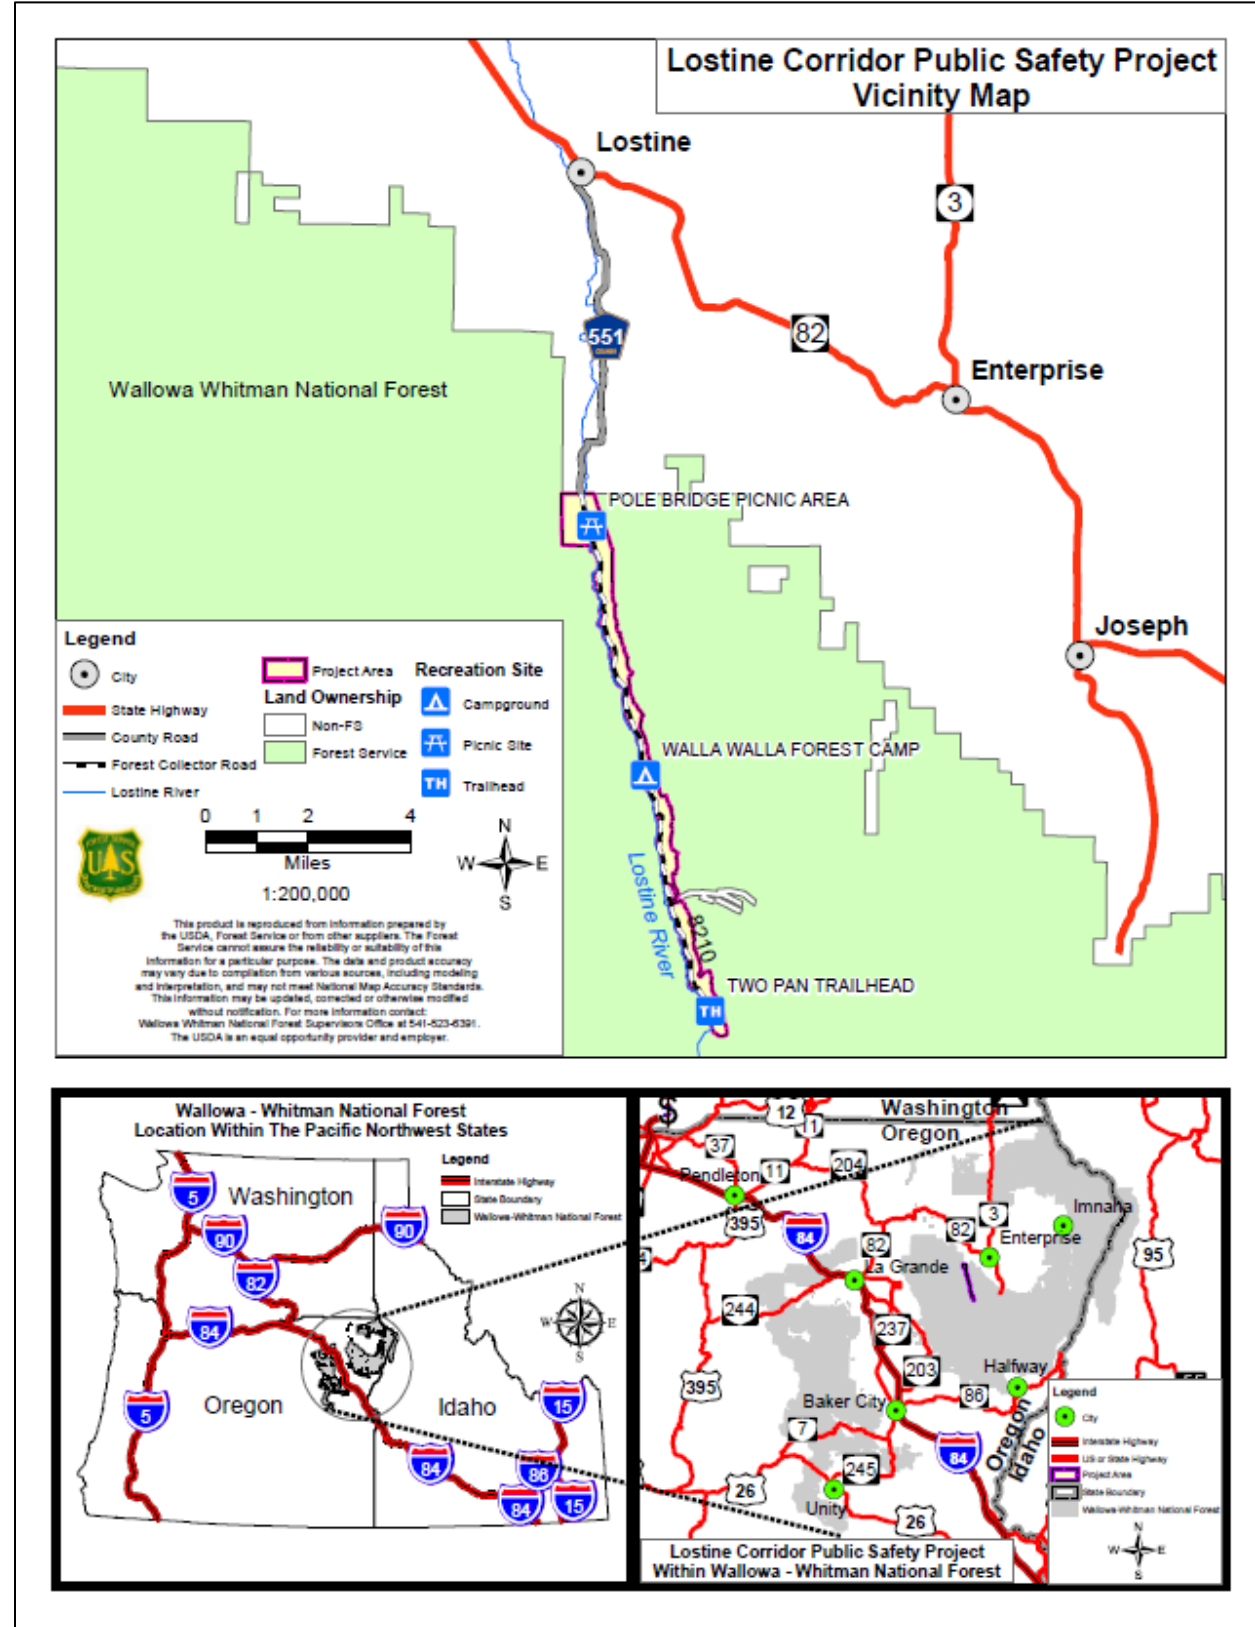 Lostine Corridor Public Safety Project
Vicinity Map
Lostine
3
551
82
Enterprise
Wallowa Whitman National Forest
POLE BRIDGE PICNIC AREA
Joseph
WALLA WALLA FOREST CAMP
Lostine River
8210
TWO PAN TRAILHEAD
TH
Legend
City
State Highway
County Road
Forest Collector Road
Lostine River
Project Area
Land Ownership
Non-FS
Forest Service
Recreation Site
Campground
Picnic Site
TH Trailhead
0 1 2 4
Miles
1:200,000
N
W E
S
U S
This product is reproduced from information prepared by
the USDA, Forest Service or from other suppliers. The Forest
Service cannot assure the reliability or suitability of this
information for a particular purpose. The data and product accuracy
may vary due to compilation from various sources, including modeling
and interpretation, and may not meet National Map Accuracy Standards.
This information may be updated, corrected or otherwise modified
without notification. For more information contact:
Wallowa Whitman National Forest Supervisors Office at 541-523-6391.
The USDA is an equal opportunity provider and employer.
Wallowa - Whitman National Forest
Location Within The Pacific Northwest States
Legend
Interstate Highway
State Boundary
Wallowa-Whitman National Forest
Washington
5
90
90
82
84
Oregon
Idaho
5
15
84
86
84
15
N
W E
S
12
Washington
11
Oregon
37
Pendleton
11
204
395
84
82
82
3
Imnaha
Enterprise
95
La Grande
244
237
203
Halfway
395
86
Baker City
7
84
Oregon
Idaho
245
26
Unity
26
Legend
City
Interstate Highway
US or State Highway
Project Area
State Boundary
Wallowa-Whitman National Forest
N
W E
S
Lostine Corridor Public Safety Project
Within Wallowa - Whitman National Forest